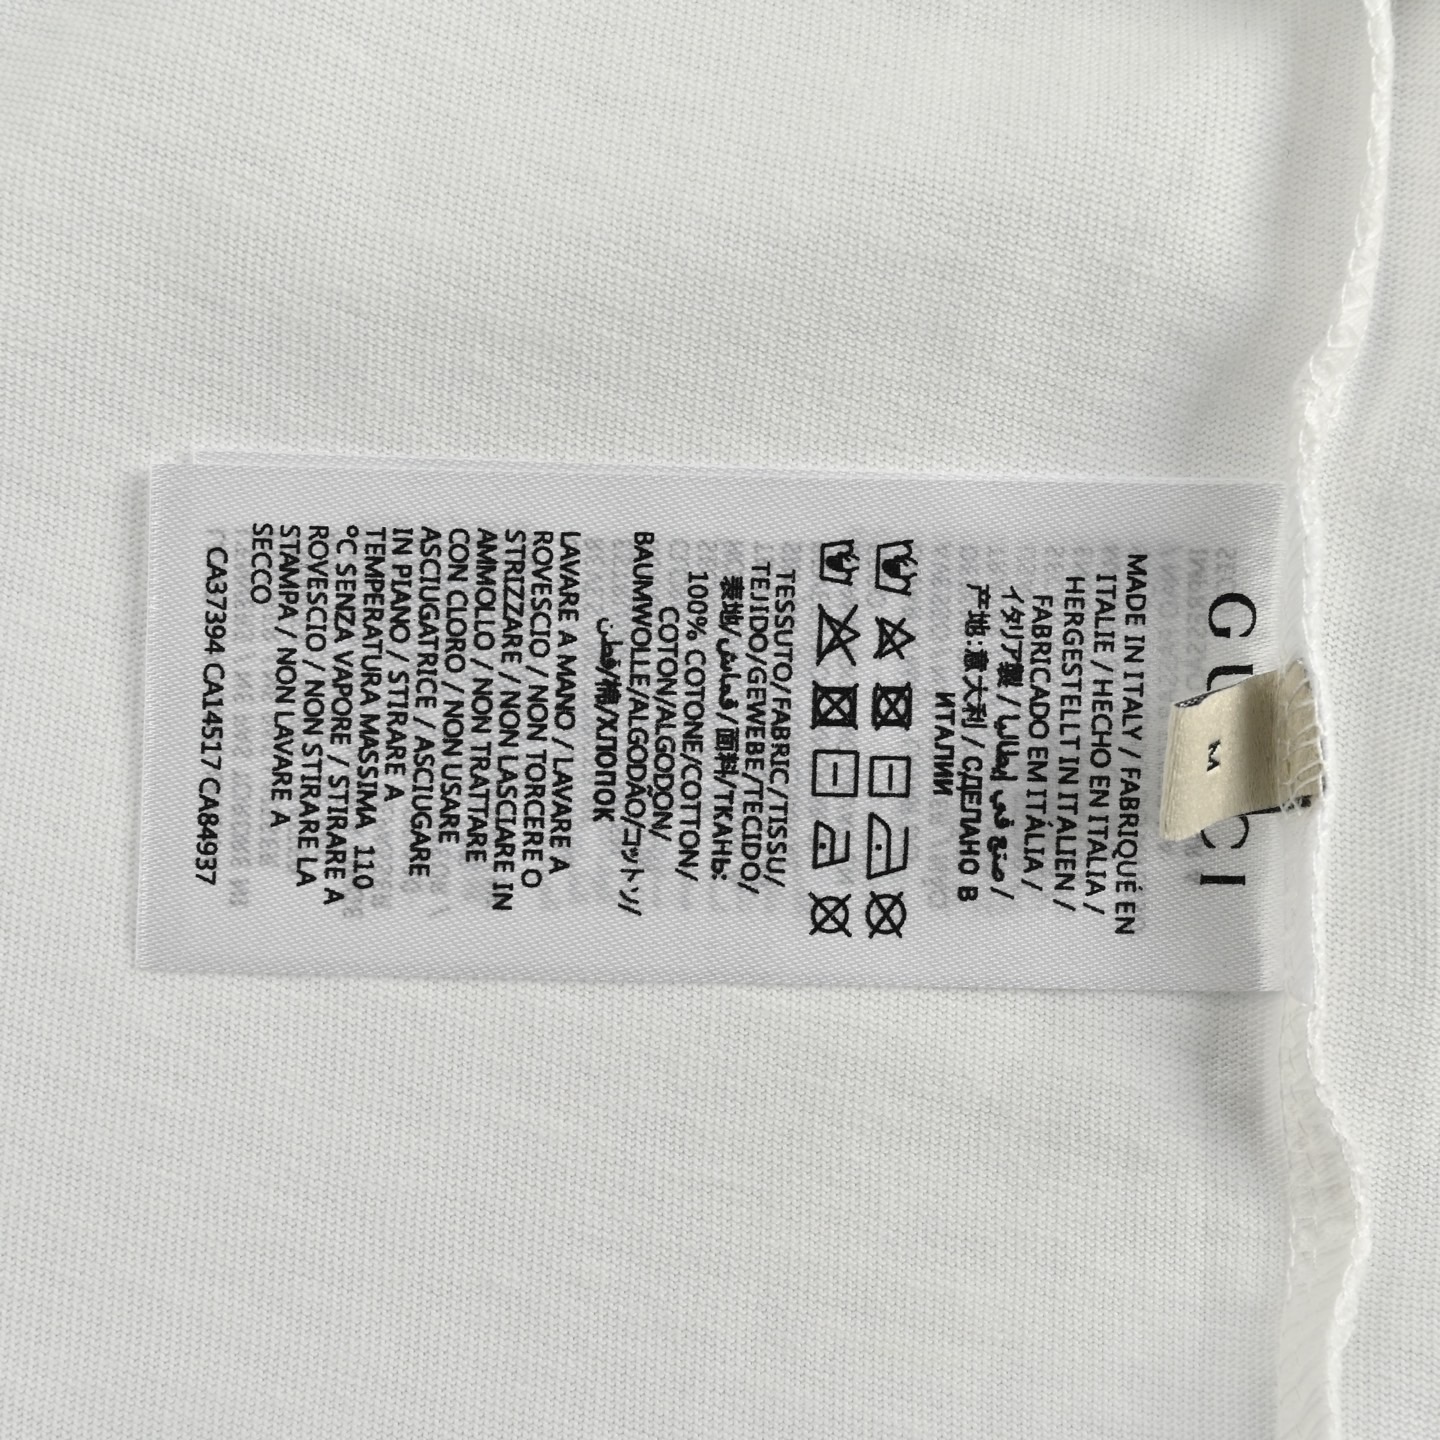 GUCCI
M
MADE IN ITALY / FABRIQUÉ EN
ITALIE / HECHO EN ITALIA /
HERGESTELLT IN ITALIEN /
FABRICADO EM ITÁLIA /
イタリア製 / صنع في إيطاليا /
产地:意大利 / СДЕЛАНО В
ИТАЛИИ
TESSUTO/FABRIC/TISSU/
TEJIDO/GEWEBE/TECIDO/
表地/قماش/面料/ТКАНЬ:
100% COTONE/COTTON/
COTON/ALGODÓN/
BAUMWOLLE/ALGODÃO/コットン/
قطن/棉/ХЛОПОК
LAVARE A MANO / LAVARE A
ROVESCIO / NON TORCERE O
STRIZZARE / NON LASCIARE IN
AMMOLLO / NON TRATTARE
CON CLORO / NON USARE
ASCIUGATRICE / ASCIUGARE
IN PIANO / STIRARE A
TEMPERATURA MASSIMA 110
°C SENZA VAPORE / STIRARE A
ROVESCIO / NON STIRARE LA
STAMPA / NON LAVARE A
SECCO
CA37394 CA14517 CA84937